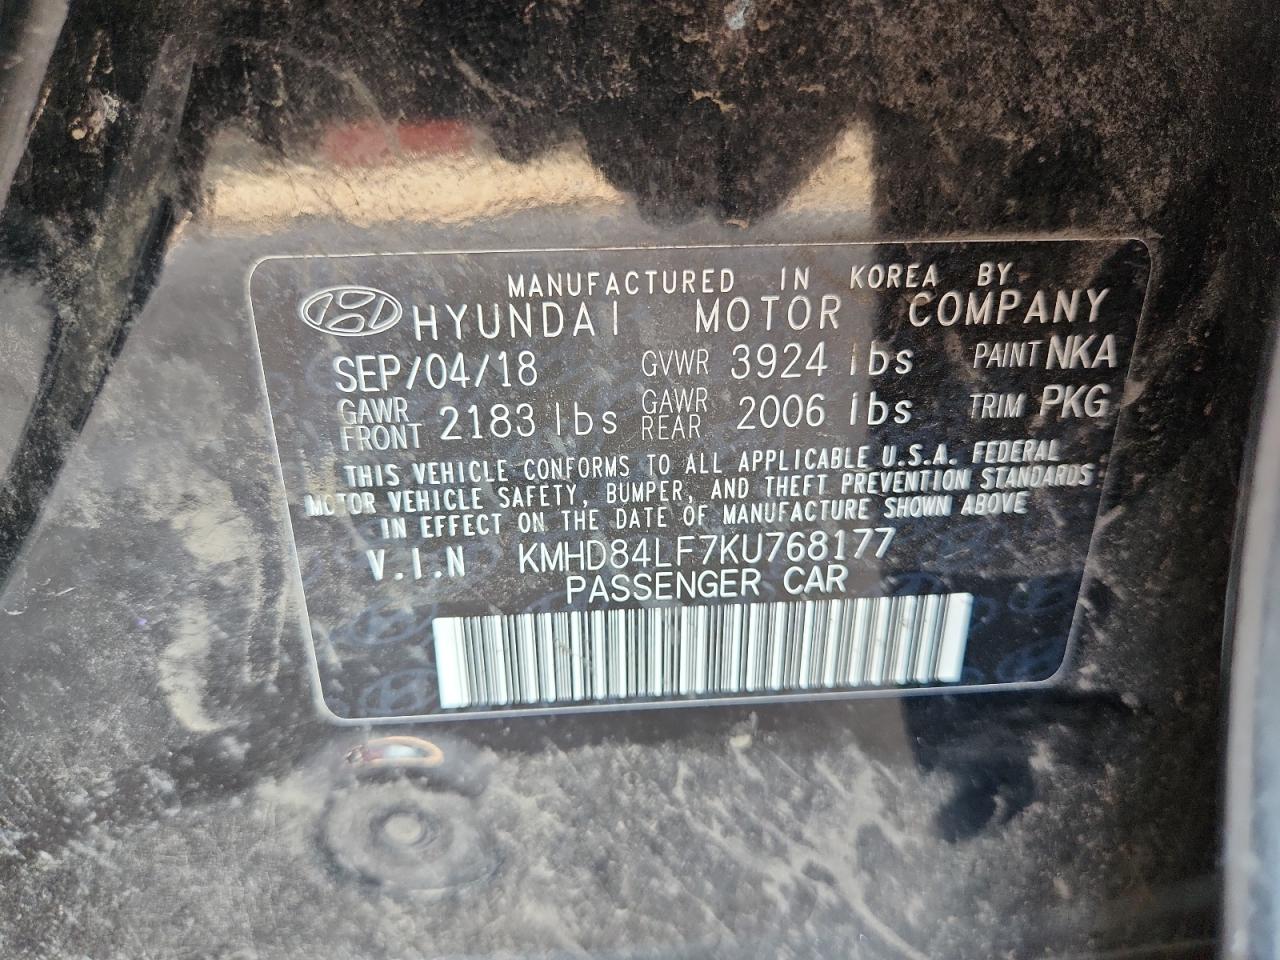 MANUFACTURED IN KOREA BY
HYUNDAI MOTOR COMPANY
SEP/04/18 GVWR 3924 lbs PAINT NKA
GAWR FRONT 2183 lbs GAWR REAR 2006 lbs TRIM PKG
THIS VEHICLE CONFORMS TO ALL APPLICABLE U.S.A. FEDERAL
MOTOR VEHICLE SAFETY, BUMPER, AND THEFT PREVENTION STANDARDS
IN EFFECT ON THE DATE OF MANUFACTURE SHOWN ABOVE
V.I.N KMHD84LF7KU768177
PASSENGER CAR